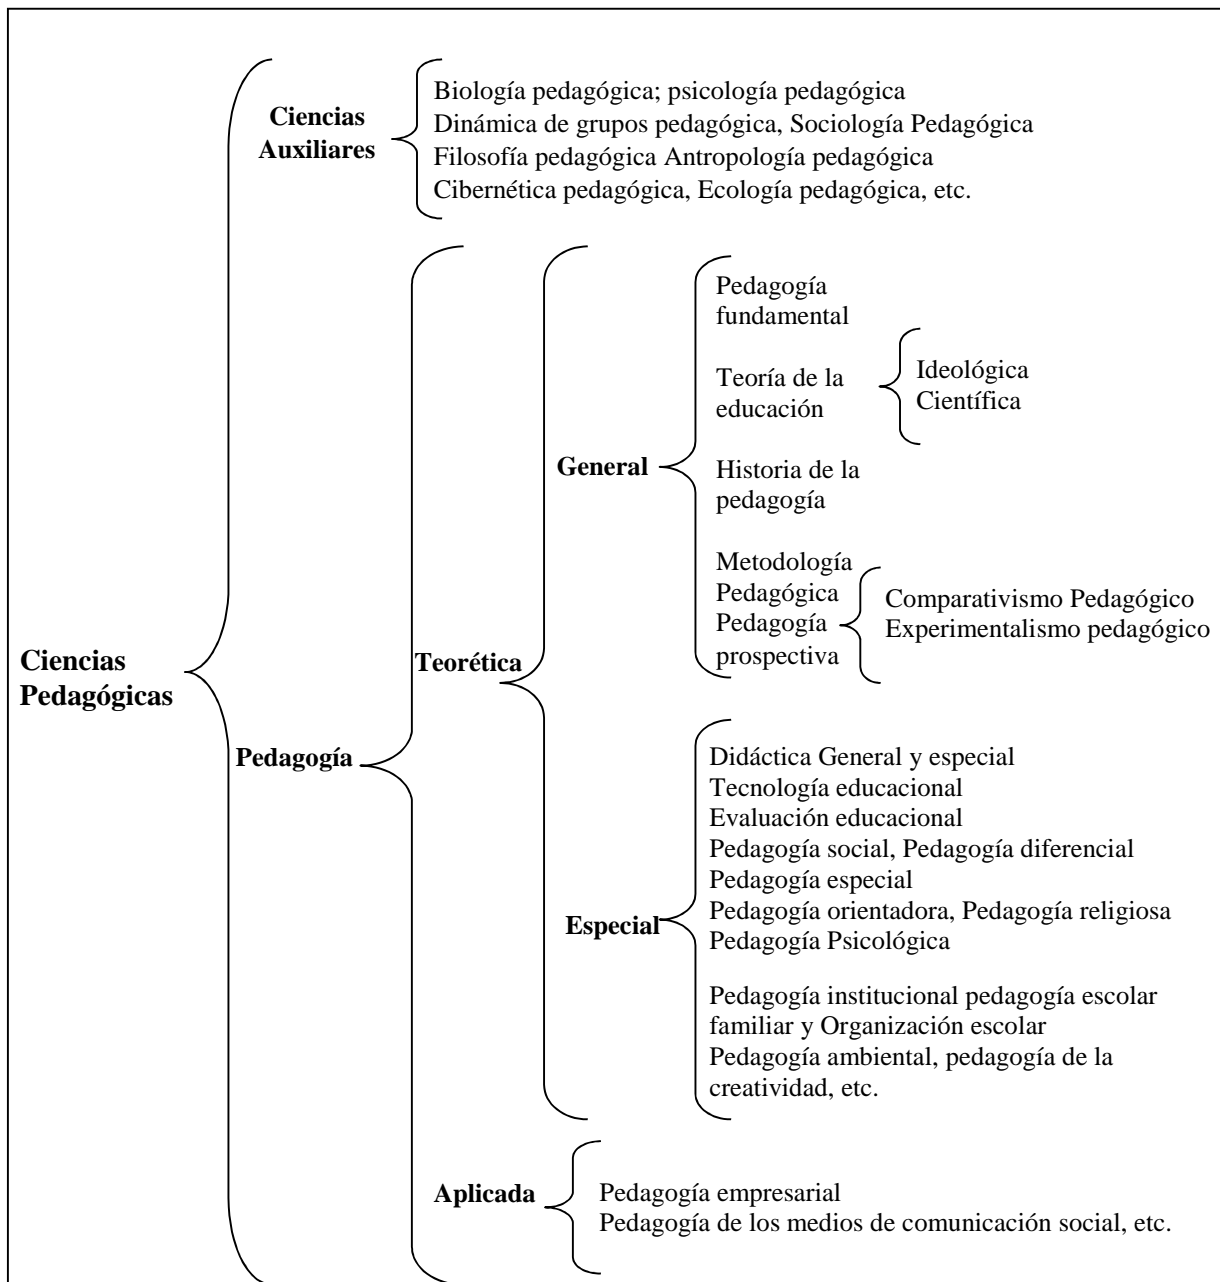 Ciencias
Auxiliares
Biología pedagógica; psicología pedagógica
Dinámica de grupos pedagógica, Sociología Pedagógica
Filosofía pedagógica Antropología pedagógica
Cibernética pedagógica, Ecología pedagógica, etc.
Ciencias
Pedagógicas
Pedagogía
Teorética
General
Pedagogía
fundamental
Teoría de la
educación
Ideológica
Científica
Historia de la
pedagogía
Metodología
Pedagógica
Pedagogía
prospectiva
Comparativismo Pedagógico
Experimentalismo pedagógico
Especial
Didáctica General y especial
Tecnología educacional
Evaluación educacional
Pedagogía social, Pedagogía diferencial
Pedagogía especial
Pedagogía orientadora, Pedagogía religiosa
Pedagogía Psicológica
Pedagogía institucional pedagogía escolar
familiar y Organización escolar
Pedagogía ambiental, pedagogía de la
creatividad, etc.
Aplicada
Pedagogía empresarial
Pedagogía de los medios de comunicación social, etc.